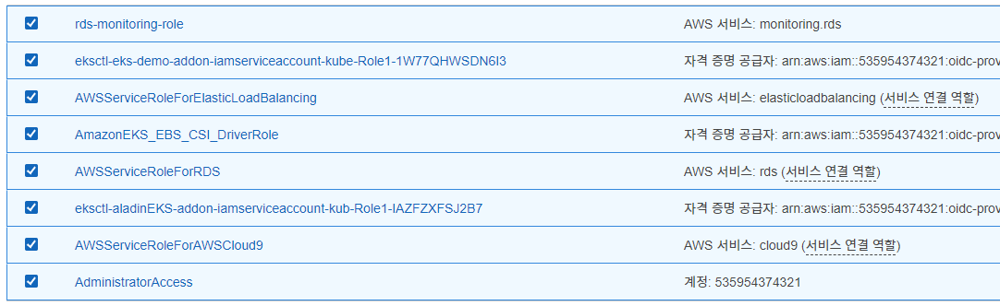 rds-monitoring-role AWS 서비스: monitoring.rds
eksctl-eks-demo-addon-iamserviceaccount-kube-Role1-1W77QHWSDN6I3 자격 증명 공급자: arn:aws:iam::535954374321:oidc-prov
AWSServiceRoleForElasticLoadBalancing AWS 서비스: elasticloadbalancing (서비스 연결 역할)
AmazonEKS_EBS_CSI_DriverRole 자격 증명 공급자: arn:aws:iam::535954374321:oidc-prov
AWSServiceRoleForRDS AWS 서비스: rds (서비스 연결 역할)
eksctl-aladinEKS-addon-iamserviceaccount-kub-Role1-IAZFZXFSJ2B7 자격 증명 공급자: arn:aws:iam::535954374321:oidc-prov
AWSServiceRoleForAWSCloud9 AWS 서비스: cloud9 (서비스 연결 역할)
AdministratorAccess 계정: 535954374321